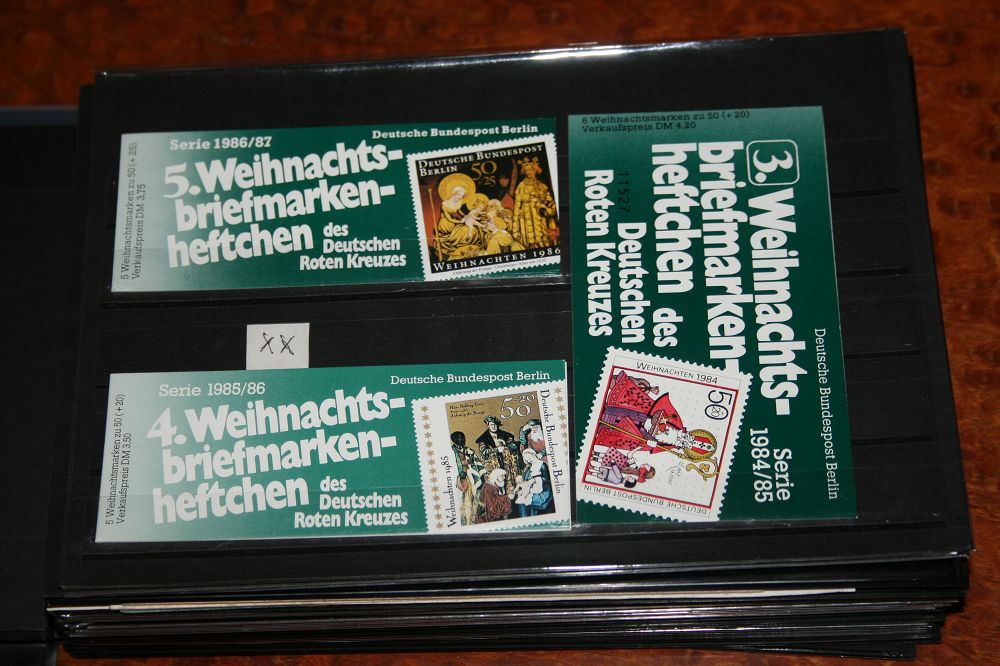 Serie 1986/87
Deutsche Bundespost Berlin
5. Weihnachts-
briefmarken-
heftchen des
Deutschen
Roten Kreuzes
5 Weihnachtsmarken zu 50 (+ 25)
Verkaufspreis DM 3,75
DEUTSCHE BUNDESPOST
BERLIN
50
+25
WEIHNACHTEN 1986
XX
Serie 1985/86
Deutsche Bundespost Berlin
4. Weihnachts-
briefmarken-
heftchen des
Deutschen
Roten Kreuzes
5 Weihnachtsmarken zu 50 (+ 20)
Verkaufspreis DM 3,50
50+20
Deutsche Bundespost Berlin
Weihnachten 1985
6 Weihnachtsmarken zu 50 (+ 20)
Verkaufspreis DM 4.20
Deutsche Bundespost Berlin
Serie
1984/85
3. Weihnachts-
briefmarken-
heftchen des
Deutschen
Roten Kreuzes
11527
WEIHNACHTEN 1984
50
DEUTSCHE BUNDESPOST BERLIN